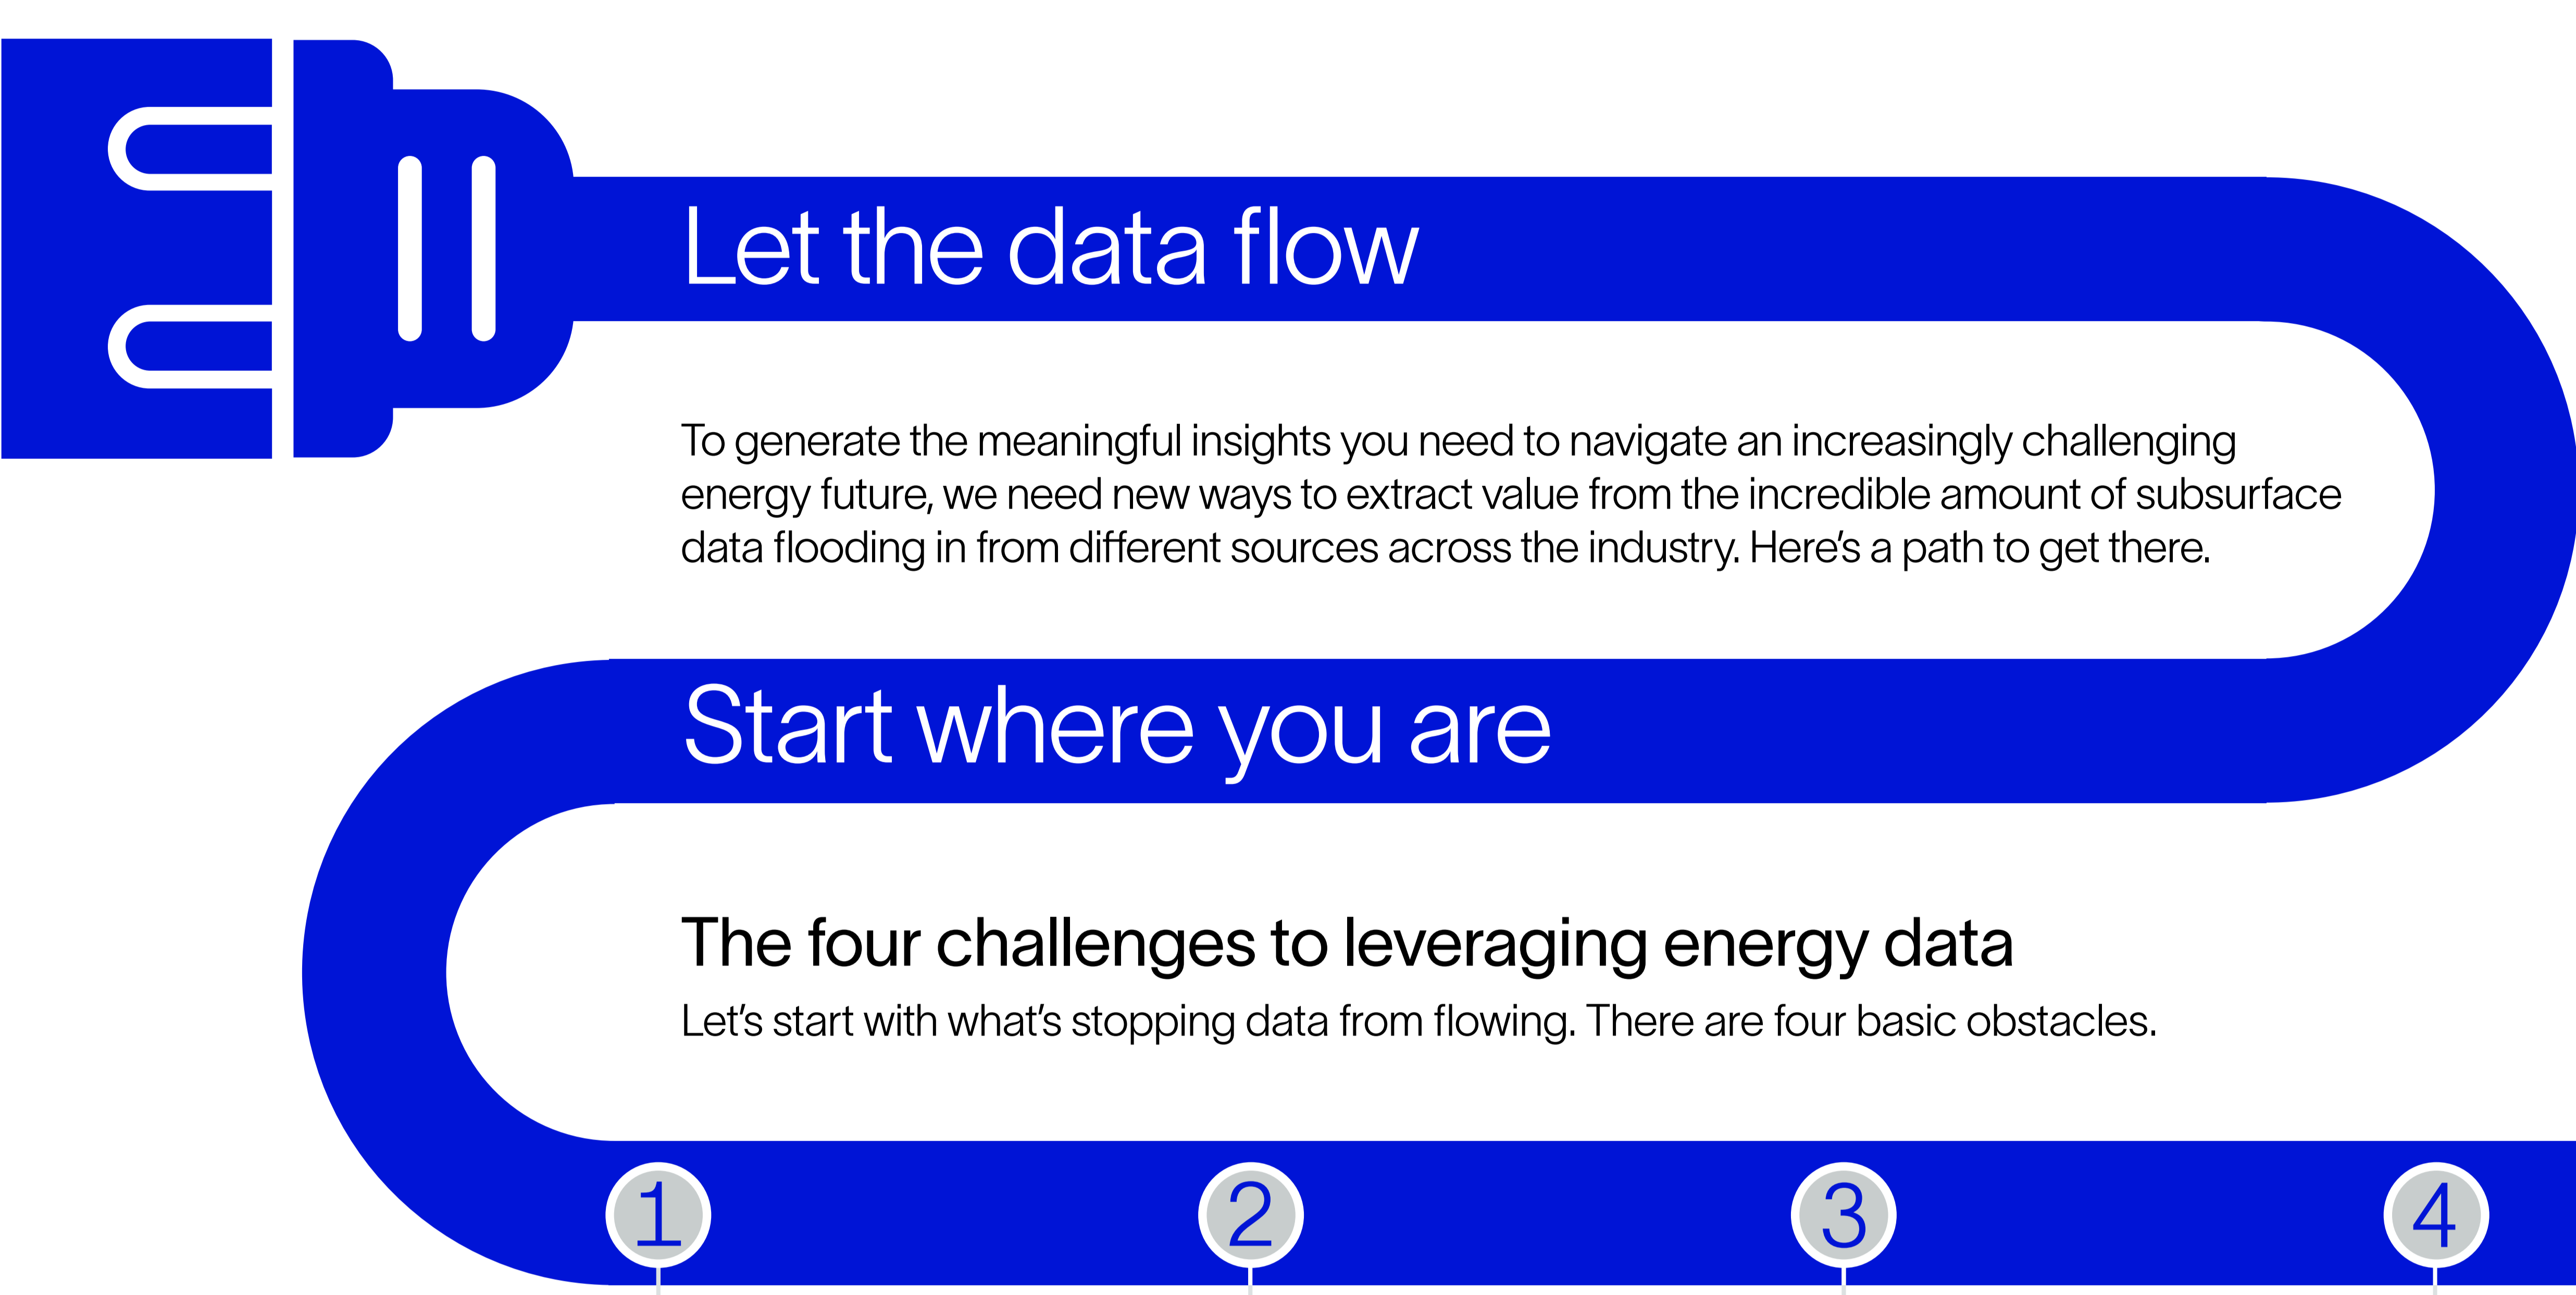 Let the data flow
To generate the meaningful insights you need to navigate an increasingly challenging
energy future, we need new ways to extract value from the incredible amount of subsurface
data flooding in from different sources across the industry. Here’s a path to get there.
Start where you are
The four challenges to leveraging energy data
Let’s start with what’s stopping data from flowing. There are four basic obstacles.
1
2
3
4